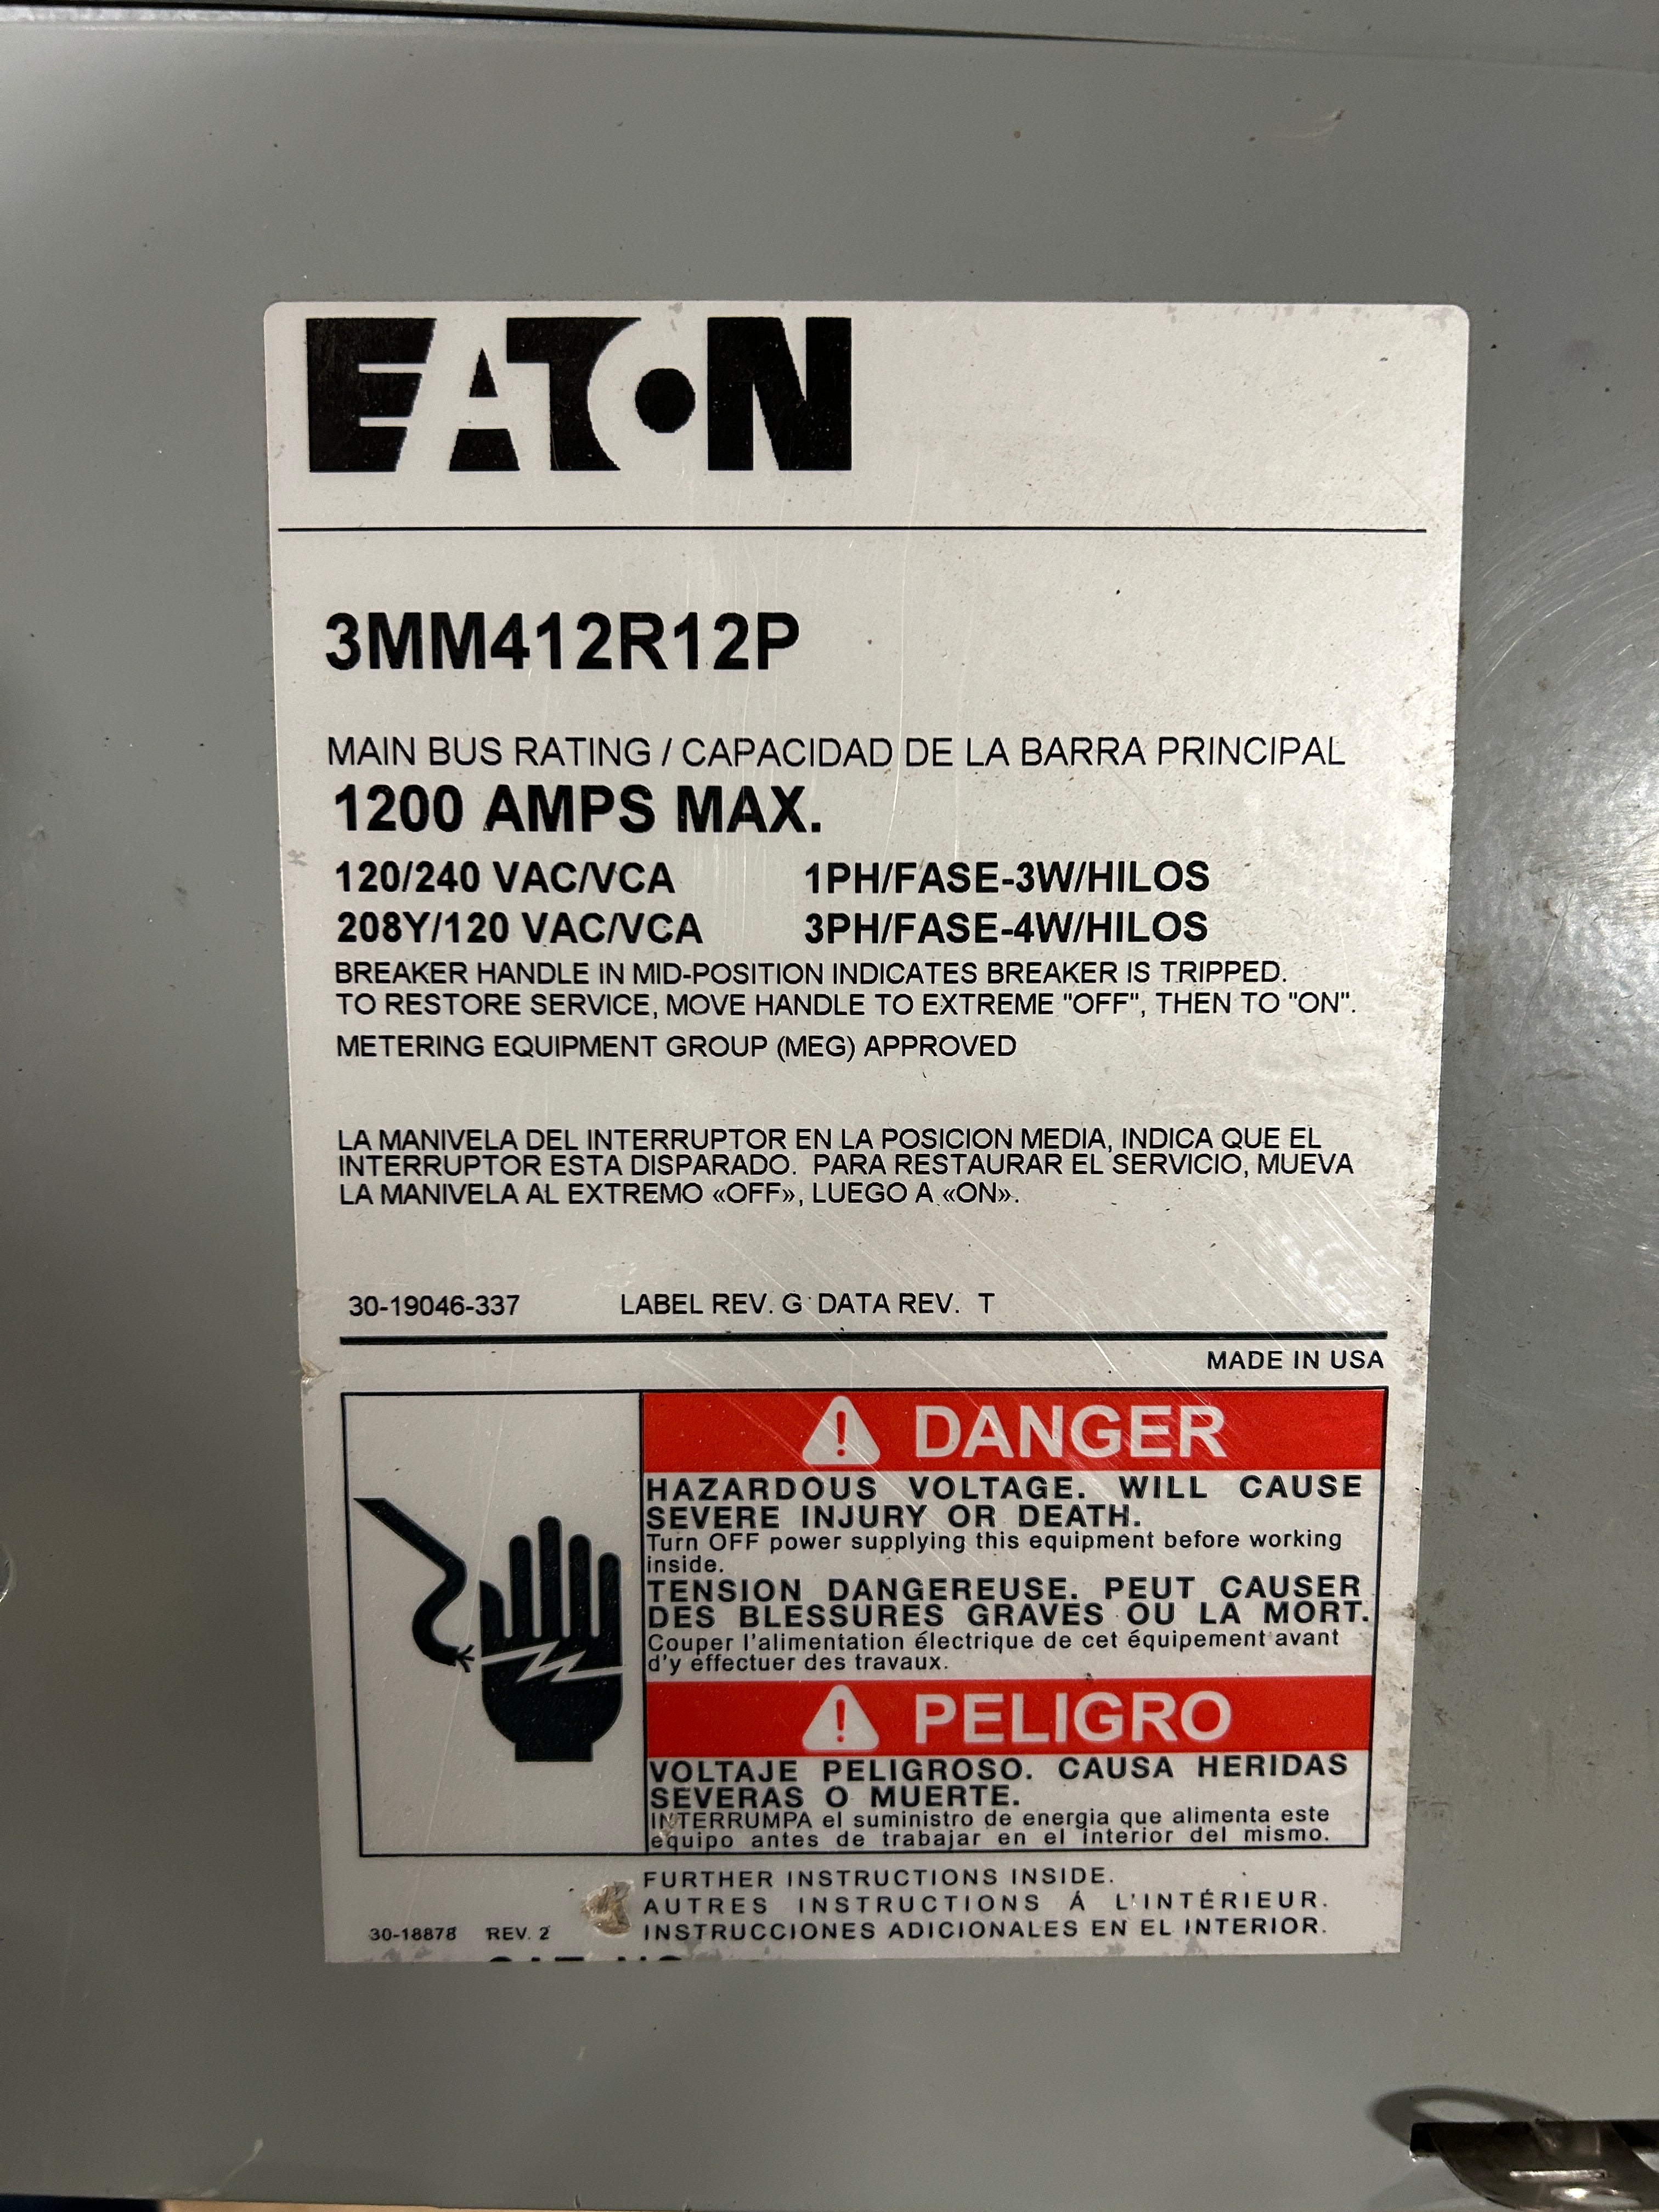 EATON
3MM412R12P
MAIN BUS RATING / CAPACIDAD DE LA BARRA PRINCIPAL
1200 AMPS MAX.
120/240 VAC/VCA 1PH/FASE-3W/HILOS
208Y/120 VAC/VCA 3PH/FASE-4W/HILOS
BREAKER HANDLE IN MID-POSITION INDICATES BREAKER IS TRIPPED.
TO RESTORE SERVICE, MOVE HANDLE TO EXTREME "OFF", THEN TO "ON".
METERING EQUIPMENT GROUP (MEG) APPROVED
LA MANIVELA DEL INTERRUPTOR EN LA POSICION MEDIA, INDICA QUE EL
INTERRUPTOR ESTA DISPARADO. PARA RESTAURAR EL SERVICIO, MUEVA
LA MANIVELA AL EXTREMO «OFF», LUEGO A «ON».
30-19046-337 LABEL REV. G DATA REV. T
MADE IN USA
DANGER
HAZARDOUS VOLTAGE. WILL CAUSE
SEVERE INJURY OR DEATH.
Turn OFF power supplying this equipment before working
inside.
TENSION DANGEREUSE. PEUT CAUSER
DES BLESSURES GRAVES OU LA MORT.
Couper l'alimentation électrique de cet équipement avant
d'y effectuer des travaux.
PELIGRO
VOLTAJE PELIGROSO. CAUSA HERIDAS
SEVERAS O MUERTE.
INTERRUMPA el suministro de energia que alimenta este
equipo antes de trabajar en el interior del mismo.
FURTHER INSTRUCTIONS INSIDE.
AUTRES INSTRUCTIONS Á L'INTÉRIEUR.
30-18878 REV. 2 INSTRUCCIONES ADICIONALES EN EL INTERIOR.